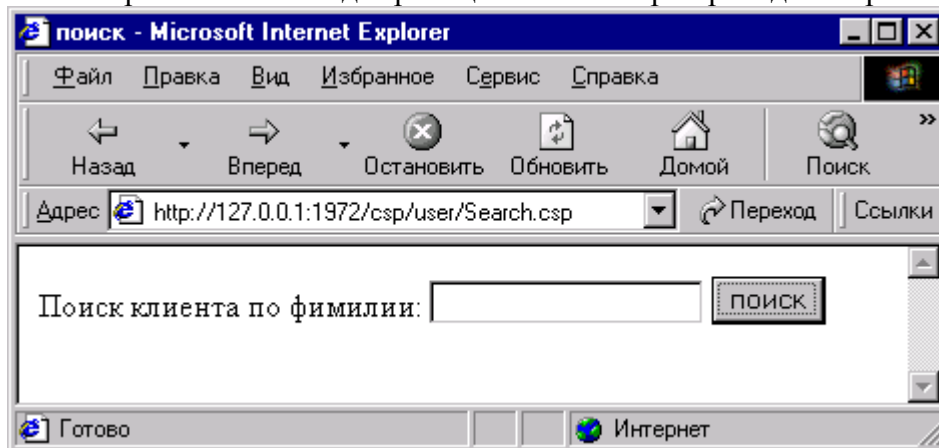 поиск - Microsoft Internet Explorer
Файл Правка Вид Избранное Сервис Справка
Назад Вперед Остановить Обновить Домой Поиск »
Адрес http://127.0.0.1:1972/csp/user/Search.csp Переход Ссылки
Поиск клиента по фимилии: поиск
Готово Интернет